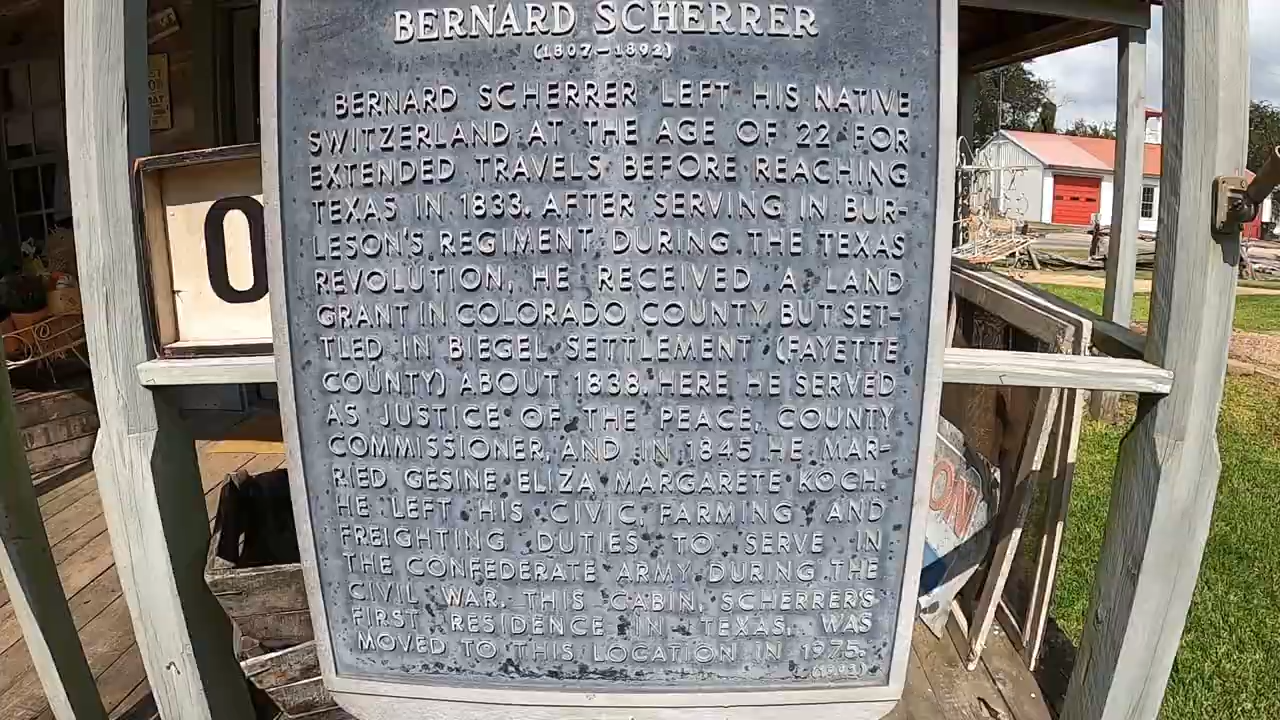 BERNARD SCHERRER
(1807–1892)
BERNARD SCHERRER LEFT HIS NATIVE
SWITZERLAND AT THE AGE OF 22 FOR
EXTENDED TRAVELS BEFORE REACHING
TEXAS IN 1833. AFTER SERVING IN BUR-
LESON'S REGIMENT DURING THE TEXAS
REVOLUTION, HE RECEIVED A LAND
GRANT IN COLORADO COUNTY BUT SET-
TLED IN BIEGEL SETTLEMENT (FAYETTE
COUNTY) ABOUT 1838. HERE HE SERVED
AS JUSTICE OF THE PEACE, COUNTY
COMMISSIONER, AND IN 1845 HE MAR-
RIED GESINE ELIZA MARGARETE KOCH.
HE LEFT HIS CIVIC, FARMING AND
FREIGHTING DUTIES TO SERVE IN
THE CONFEDERATE ARMY DURING THE
CIVIL WAR. THIS CABIN, SCHERRER'S
FIRST RESIDENCE IN TEXAS, WAS
MOVED TO THIS LOCATION IN 1975.
O
ON